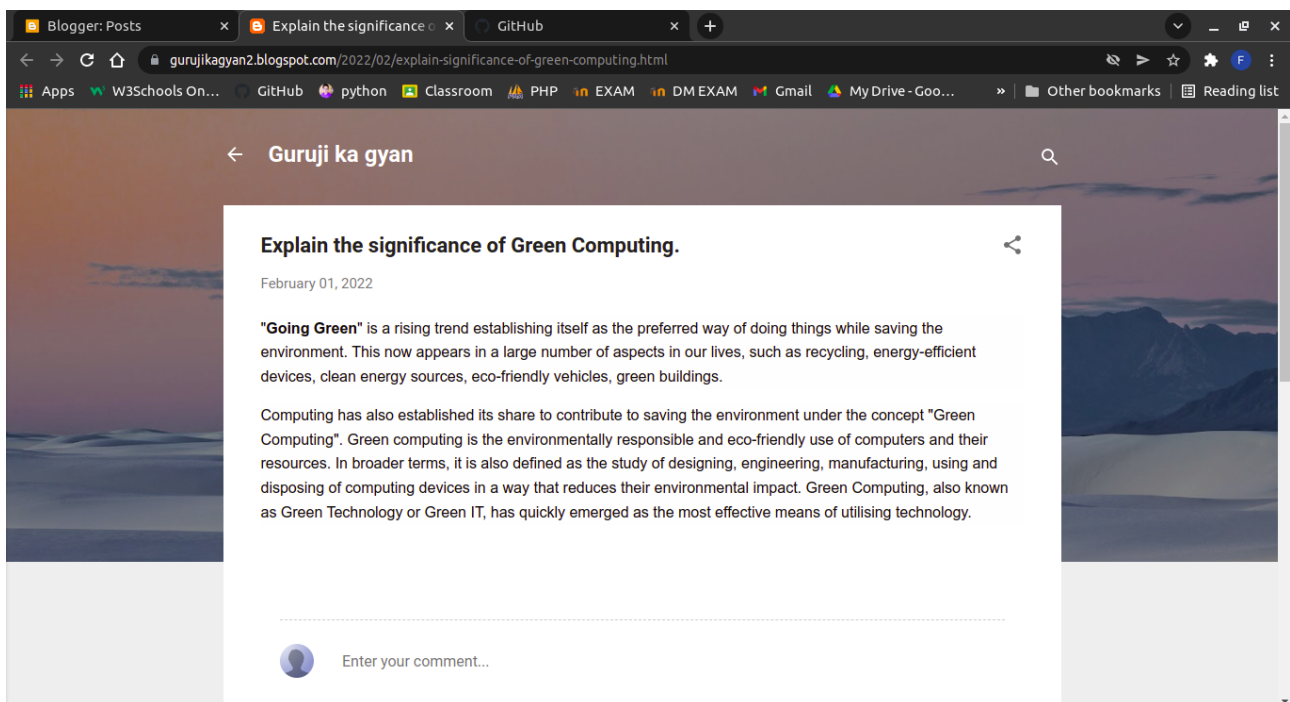 Blogger: Posts
Explain the significance o
GitHub
gurujikagyan2.blogspot.com/2022/02/explain-significance-of-green-computing.html
F
Apps W3Schools On... GitHub python Classroom PHP EXAM DM EXAM Gmail My Drive - Goo... » Other bookmarks Reading list
Guruji ka gyan
Explain the significance of Green Computing.
February 01, 2022
"Going Green" is a rising trend establishing itself as the preferred way of doing things while saving the
environment. This now appears in a large number of aspects in our lives, such as recycling, energy-efficient
devices, clean energy sources, eco-friendly vehicles, green buildings.
Computing has also established its share to contribute to saving the environment under the concept "Green
Computing". Green computing is the environmentally responsible and eco-friendly use of computers and their
resources. In broader terms, it is also defined as the study of designing, engineering, manufacturing, using and
disposing of computing devices in a way that reduces their environmental impact. Green Computing, also known
as Green Technology or Green IT, has quickly emerged as the most effective means of utilising technology.
Enter your comment...